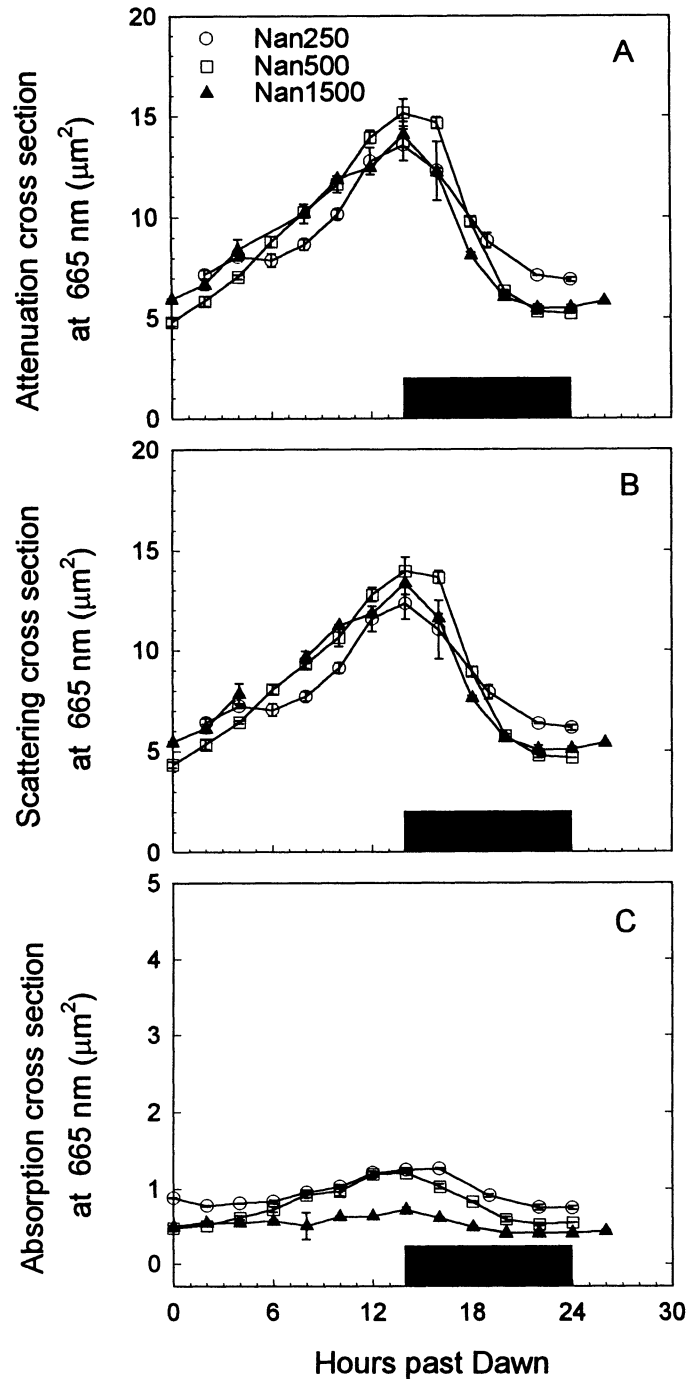 20
Nan250
Nan500
Nan1500
A
15
10
5
0
Attenuation cross section
at 665 nm (μm²)
20
B
15
10
5
0
Scattering cross section
at 665 nm (μm²)
5
C
4
3
2
1
0
Absorption cross section
at 665 nm (μm²)
0 6 12 18 24 30
Hours past Dawn